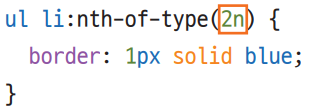 ul li:nth-of-type(2n) {
border: 1px solid blue;
}